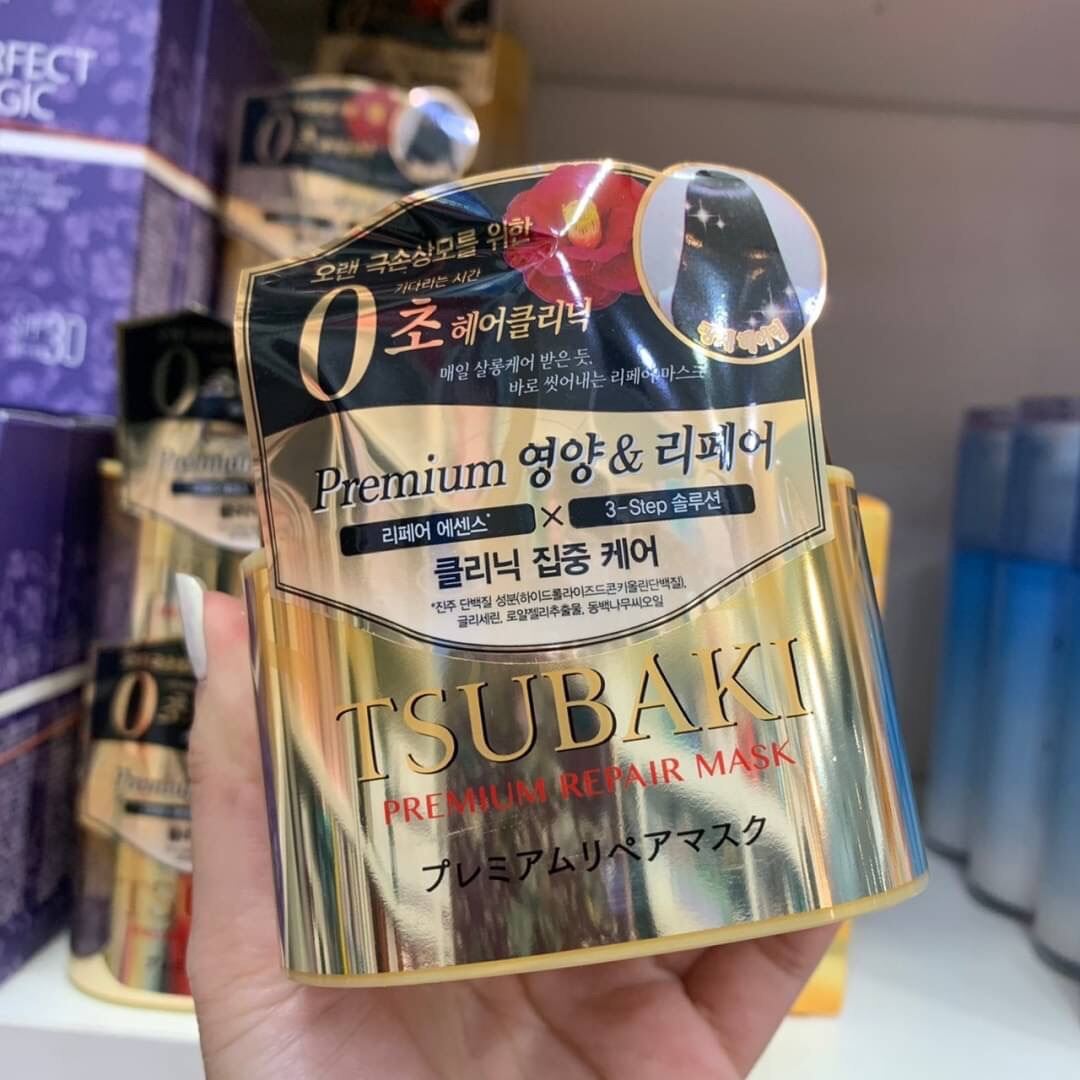 RFECT
GIC
30
오랜 극손상모를 위한
기다리는 시간
0초 헤어클리닉
매일 살롱케어 받은 듯,
바로 씻어내는 리페어 마스크
Premium 영양 & 리페어
리페어 에센스* × 3-Step 솔루션
클리닉 집중 케어
*진주 단백질 성분(하이드롤라이즈드콘키올린단백질),
글리세린, 로얄젤리추출물, 동백나무씨오일
TSUBAKI
PREMIUM REPAIR MASK
プレミアムリペアマスク
0
Premium
0
Premium